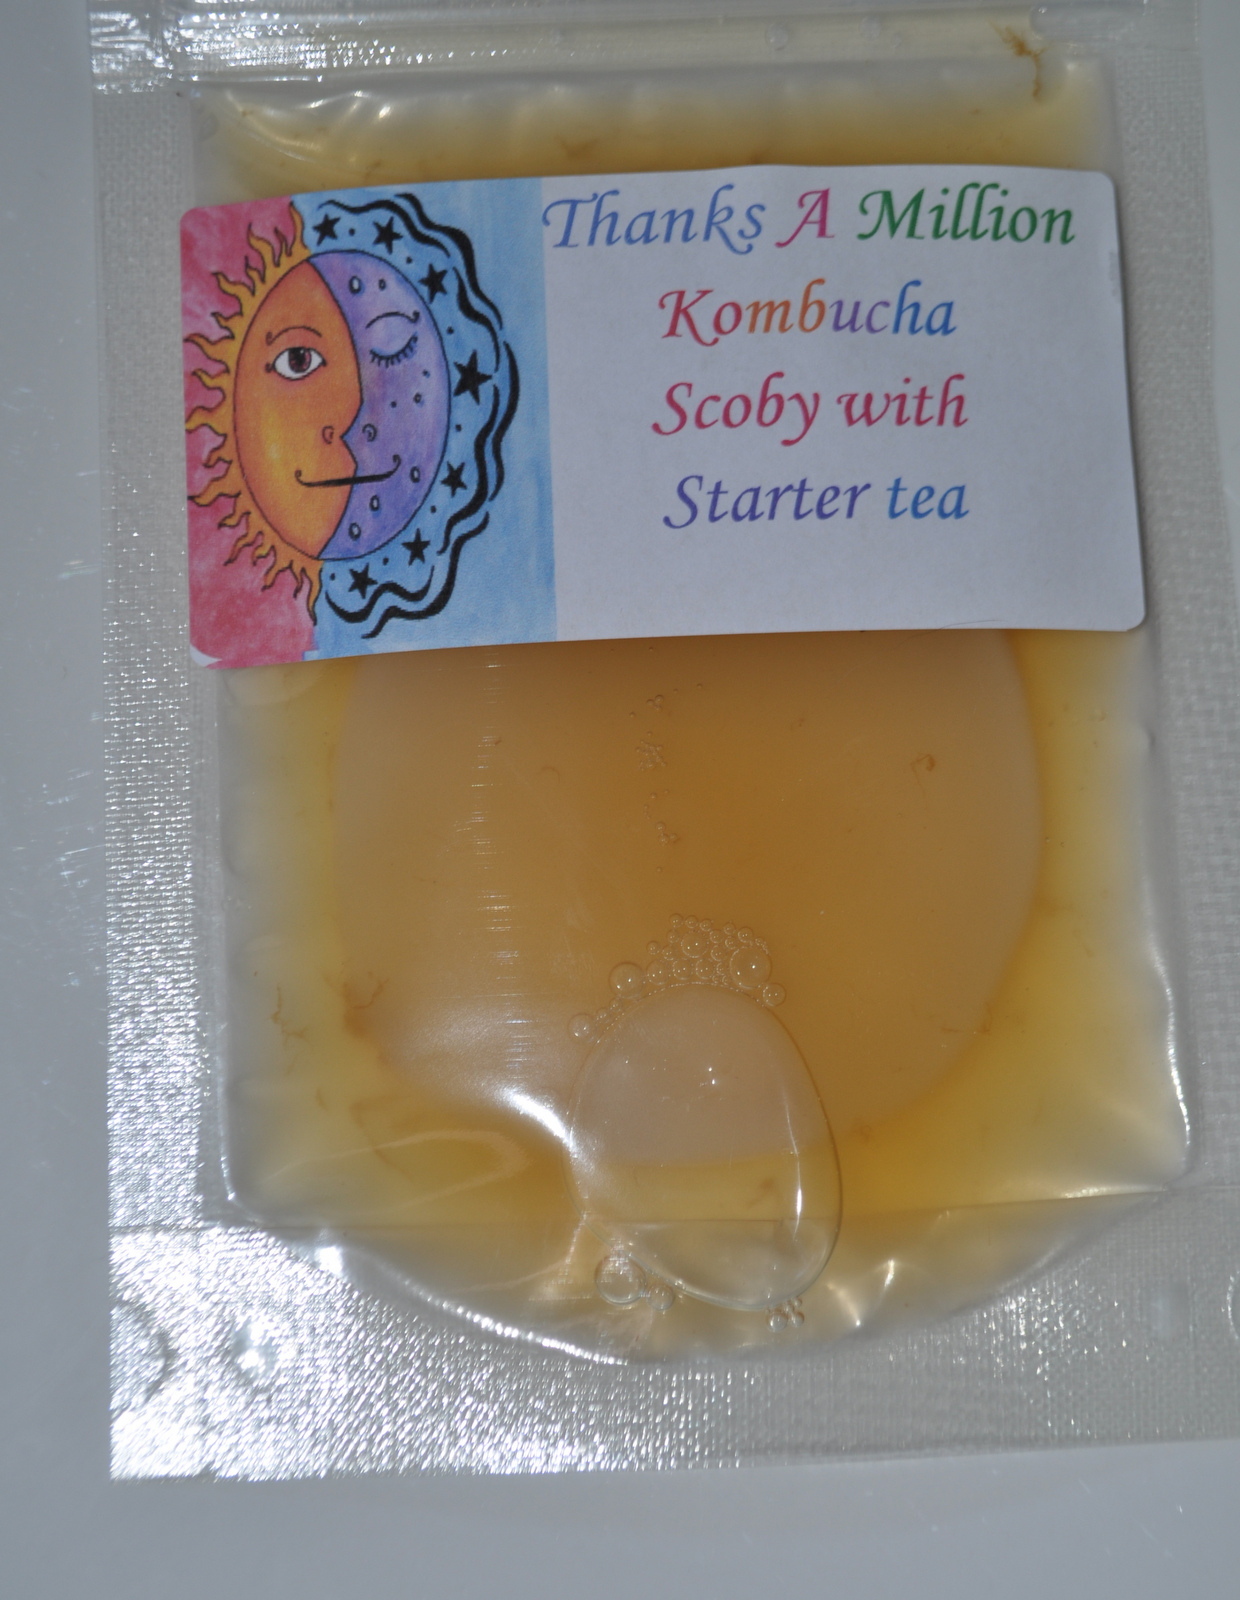 Thanks A Million
Kombucha
Scoby with
Starter tea